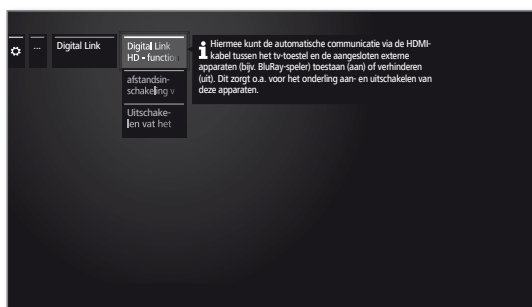 ...
Digital Link
Digital Link
HD - function
afstandsin-
schakeling v
Uitschake-
len vat het
Hiermee kunt de automatische communicatie via de HDMI-
kabel tussen het tv-toestel en de aangesloten externe
apparaten (bijv. BluRay-speler) toestaan (aan) of verhinderen
(uit). Dit zorgt o.a. voor het onderling aan- en uitschakelen van
deze apparaten.